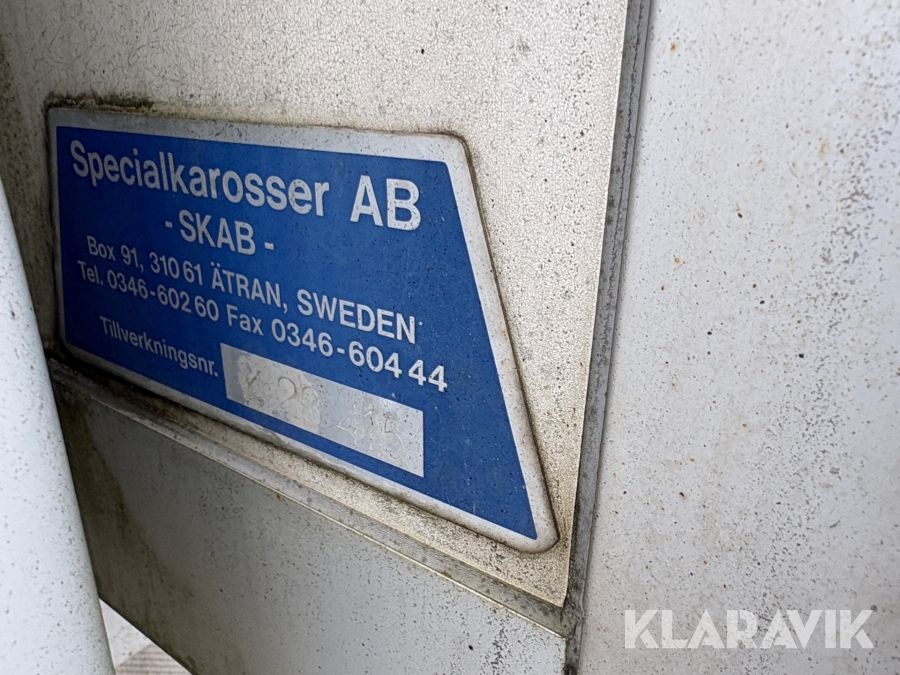 KLARAVIK
Specialkarosser AB
- SKAB -
Box 91, 310 61 ÄTRAN, SWEDEN
Tel. 0346-602 60 Fax 0346-604 44
Tillverkningsnr.